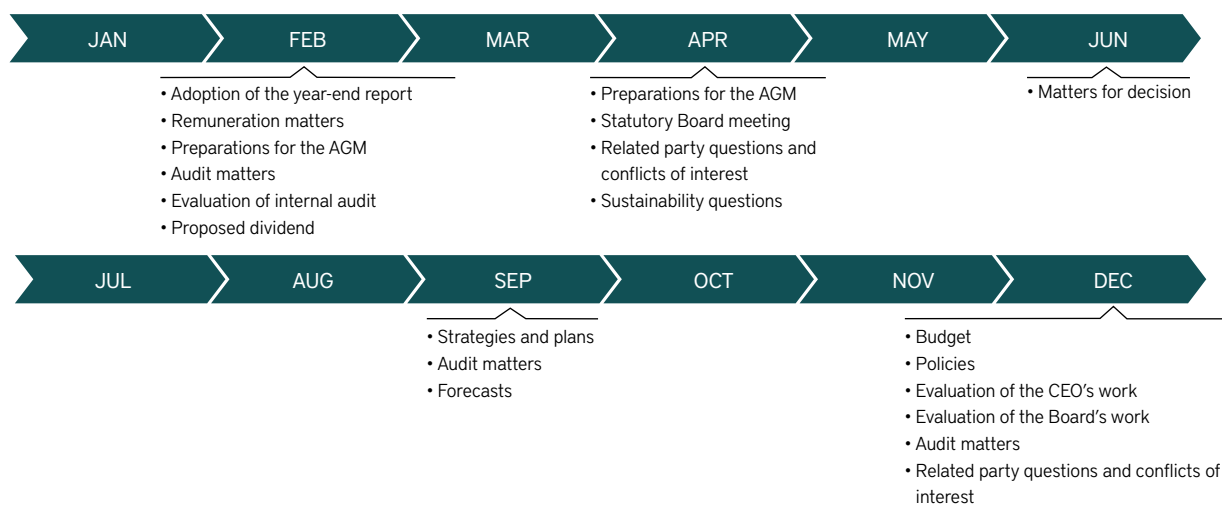 JAN FEB MAR APR MAY JUN
• Adoption of the year-end report
• Remuneration matters
• Preparations for the AGM
• Audit matters
• Evaluation of internal audit
• Proposed dividend
• Preparations for the AGM
• Statutory Board meeting
• Related party questions and
conflicts of interest
• Sustainability questions
• Matters for decision
JUL AUG SEP OCT NOV DEC
• Strategies and plans
• Audit matters
• Forecasts
• Budget
• Policies
• Evaluation of the CEO's work
• Evaluation of the Board's work
• Audit matters
• Related party questions and conflicts of
interest